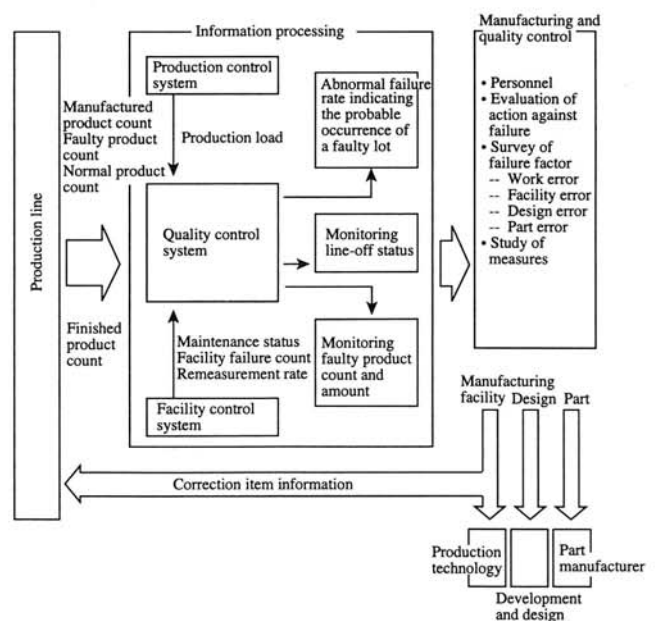 Information processing
Production control
system
Manufactured
product count
Faulty product
count
Normal product
count
Production load
Abnormal failure
rate indicating
the probable
occurrence of
a faulty lot
Production line
Quality control
system
Monitoring
line-off status
Finished
product
count
Maintenance status
Facility failure count
Remeasurement rate
Monitoring
faulty product
count and
amount
Facility control
system
Manufacturing and
quality control
• Personnel
• Evaluation of
action against
failure
• Survey of
failure factor
-- Work error
-- Facility error
-- Design error
-- Part error
• Study of
measures
Manufacturing
facility Design Part
Correction item information
Production
technology
Part
manufacturer
Development
and design